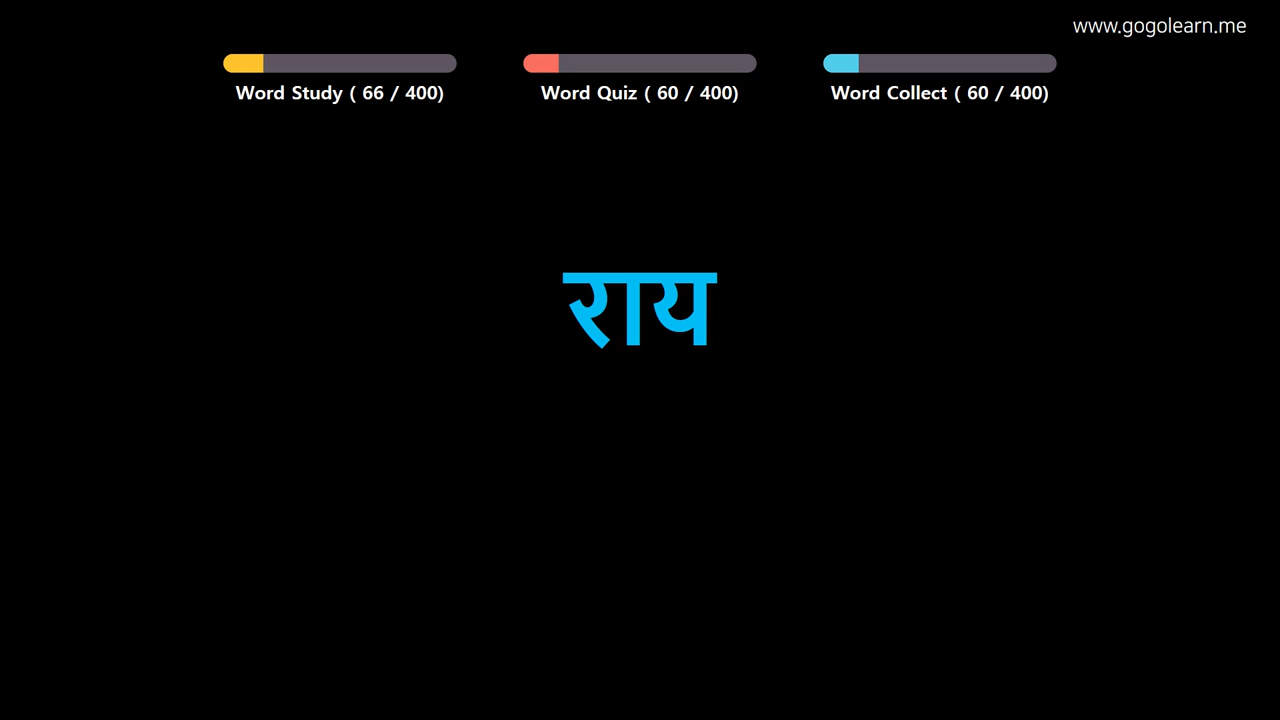 www.gogolearn.me
Word Study ( 66 / 400)
Word Quiz ( 60 / 400)
Word Collect ( 60 / 400)
राय